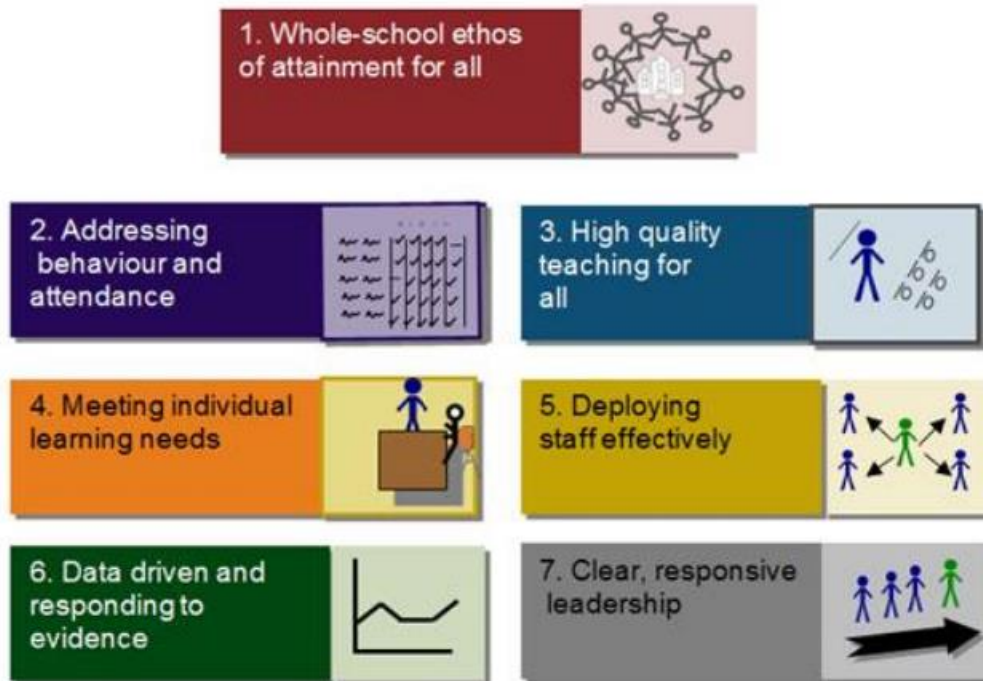 1. Whole-school ethos
of attainment for all
2. Addressing
behaviour and
attendance
3. High quality
teaching for
all
4. Meeting individual
learning needs
5. Deploying
staff effectively
6. Data driven and
responding to
evidence
7. Clear, responsive
leadership